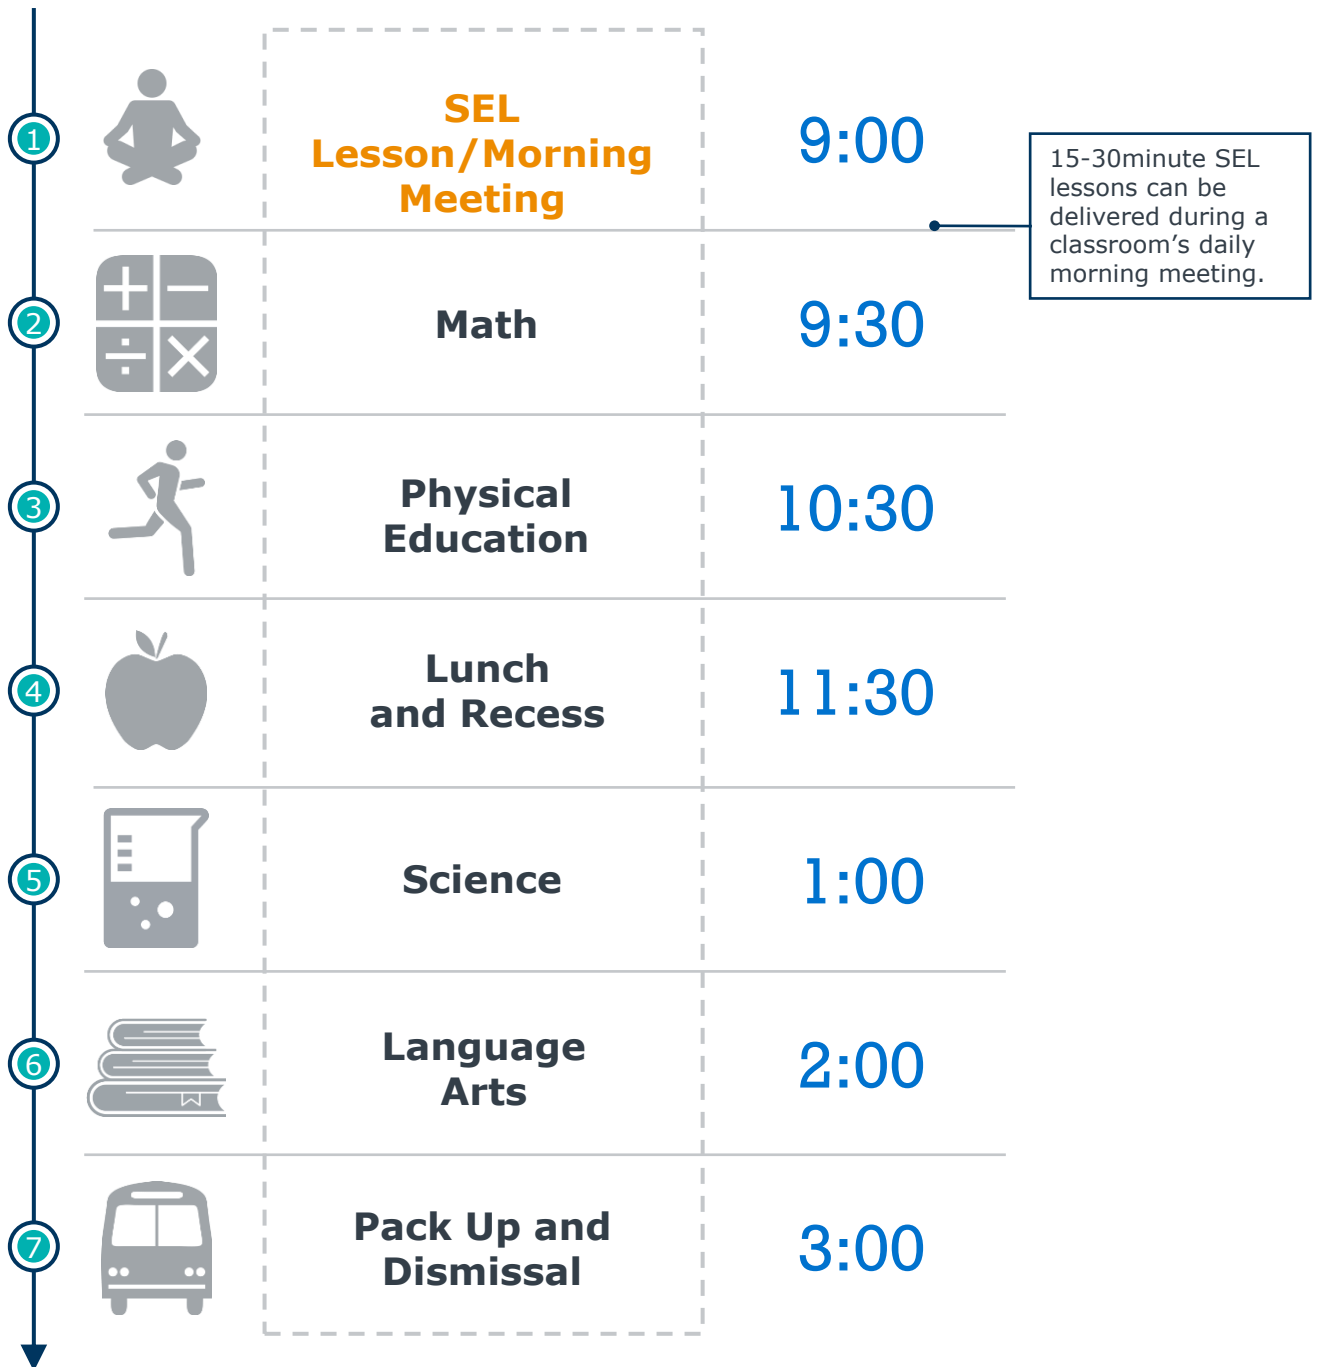 1
SEL
Lesson/Morning
Meeting
9:00
15-30minute SEL
lessons can be
delivered during a
classroom’s daily
morning meeting.
2
Math
9:30
3
Physical
Education
10:30
4
Lunch
and Recess
11:30
5
Science
1:00
6
Language
Arts
2:00
7
Pack Up and
Dismissal
3:00